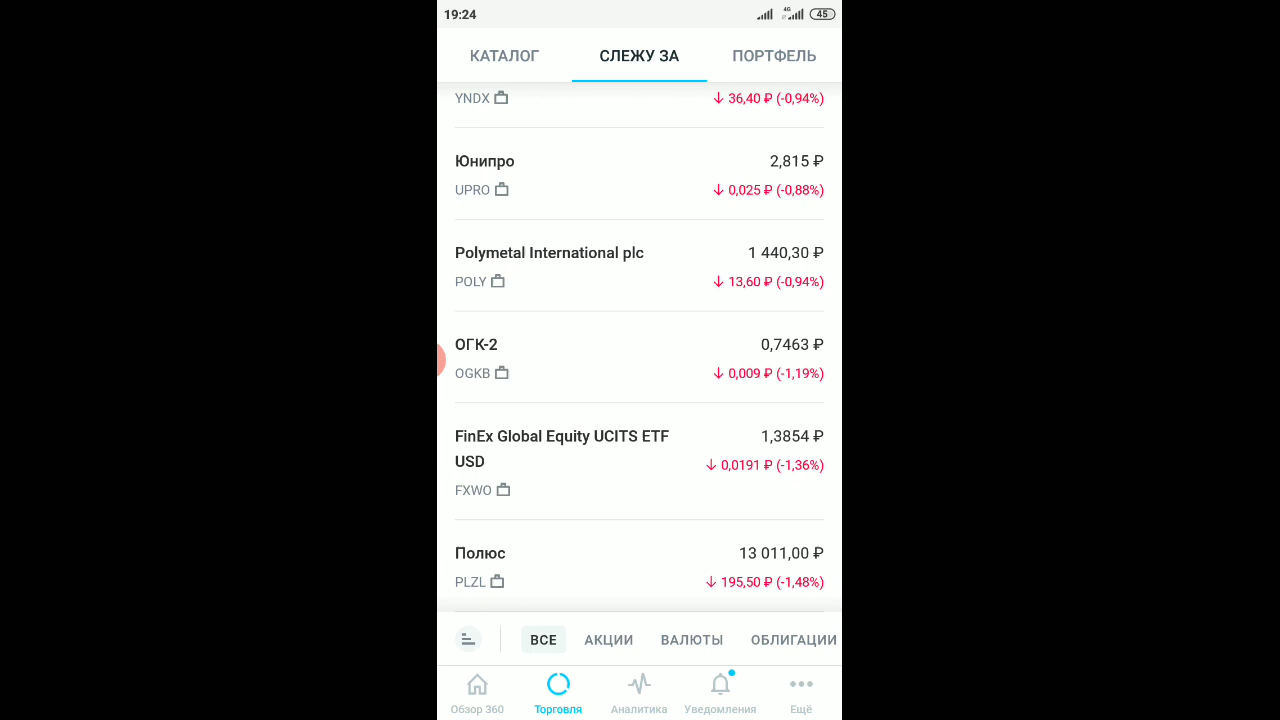 19:24
4G
45
КАТАЛОГ
СЛЕЖУ ЗА
ПОРТФЕЛЬ
YNDX
↓ 36,40 ₽ (-0,94%)
Юнипро
2,815 ₽
UPRO
↓ 0,025 ₽ (-0,88%)
Polymetal International plc
1 440,30 ₽
POLY
↓ 13,60 ₽ (-0,94%)
ОГК-2
0,7463 ₽
OGKB
↓ 0,009 ₽ (-1,19%)
FinEx Global Equity UCITS ETF
USD
1,3854 ₽
↓ 0,0191 ₽ (-1,36%)
FXWO
Полюс
13 011,00 ₽
PLZL
↓ 195,50 ₽ (-1,48%)
ВСЕ
АКЦИИ
ВАЛЮТЫ
ОБЛИГАЦИИ
Обзор 360
Торговля
Аналитика
Уведомления
Ещё